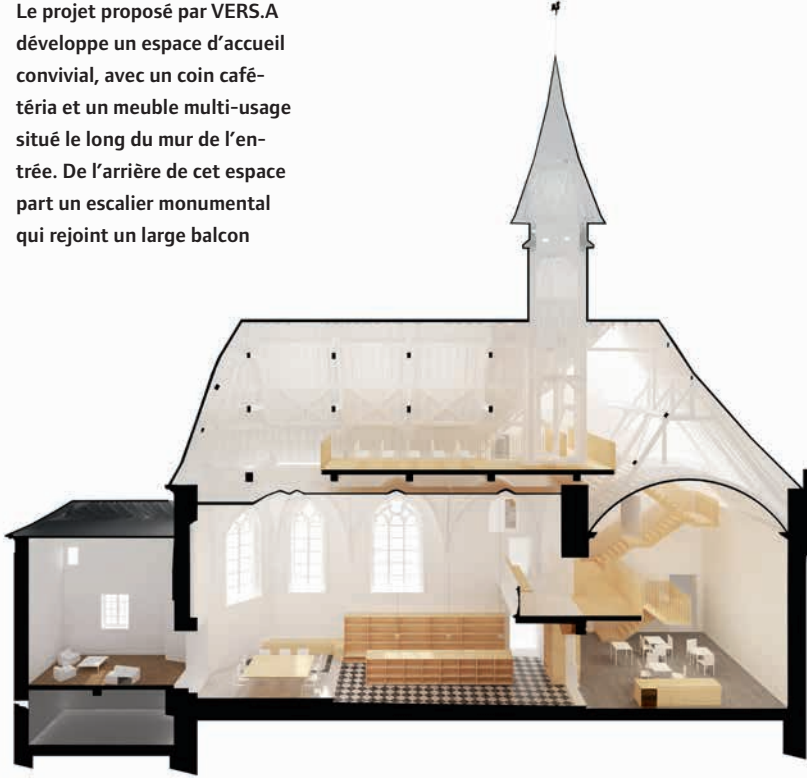 Le projet proposé par VERS.A
développe un espace d’accueil
convivial, avec un coin café-
téria et un meuble multi-usage
situé le long du mur de l’en-
trée. De l’arrière de cet espace
part un escalier monumental
qui rejoint un large balcon